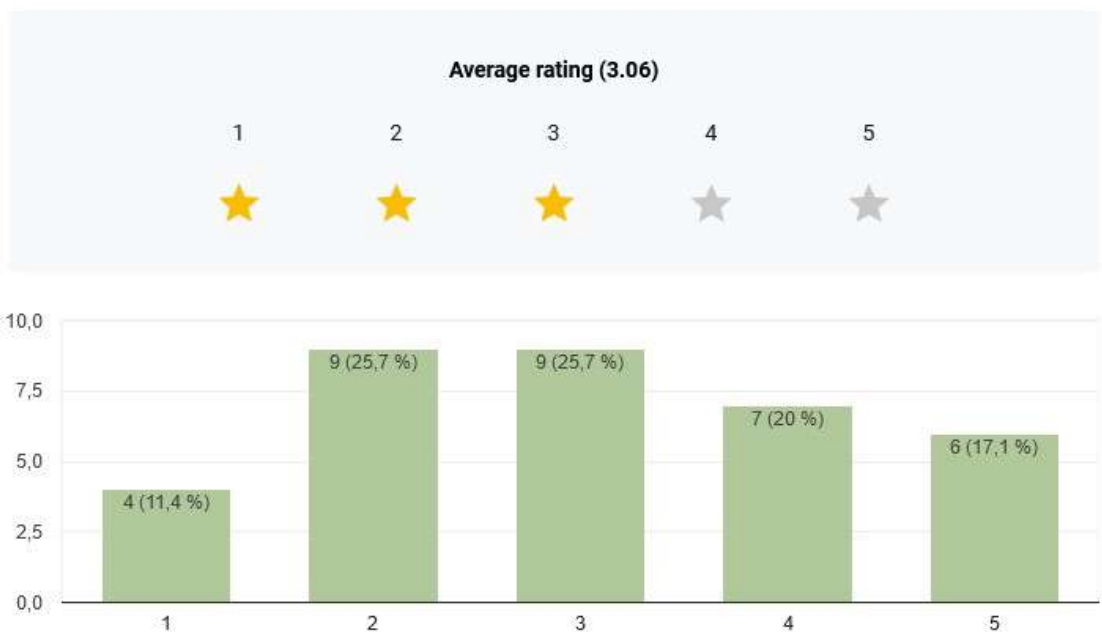 Average rating (3.06)
1 2 3 4 5
10,0
9 (25,7 %) 9 (25,7 %)
7,5
7 (20 %)
6 (17,1 %)
5,0
4 (11,4 %)
2,5
0,0
1 2 3 4 5